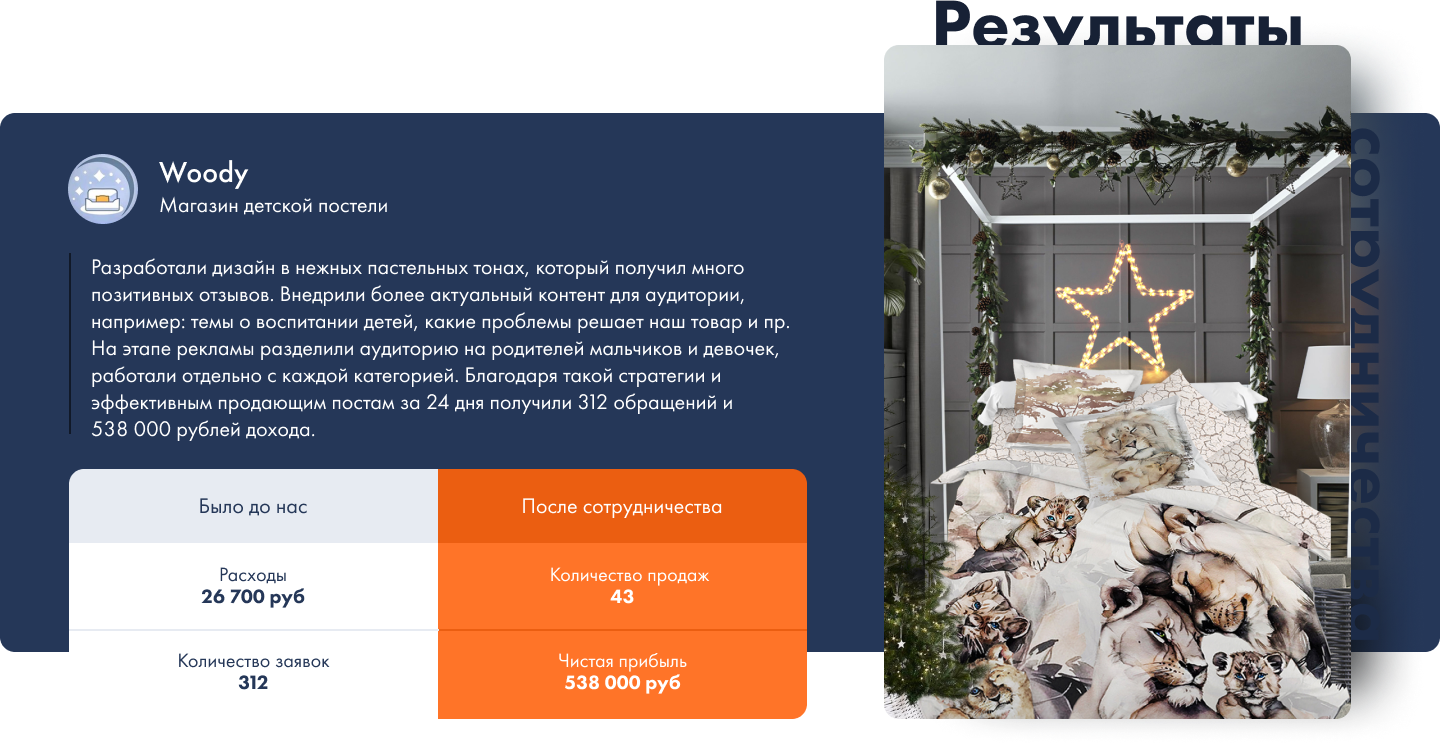 Результаты
сотрудничества
Woody
Магазин детской постели
Разработали дизайн в нежных пастельных тонах, который получил много
позитивных отзывов. Внедрили более актуальный контент для аудитории,
например: темы о воспитании детей, какие проблемы решает наш товар и пр.
На этапе рекламы разделили аудиторию на родителей мальчиков и девочек,
работали отдельно с каждой категорией. Благодаря такой стратегии и
эффективным продающим постам за 24 дня получили 312 обращений и
538 000 рублей дохода.
Было до нас
После сотрудничества
Расходы
26 700 руб
Количество продаж
43
Количество заявок
312
Чистая прибыль
538 000 руб